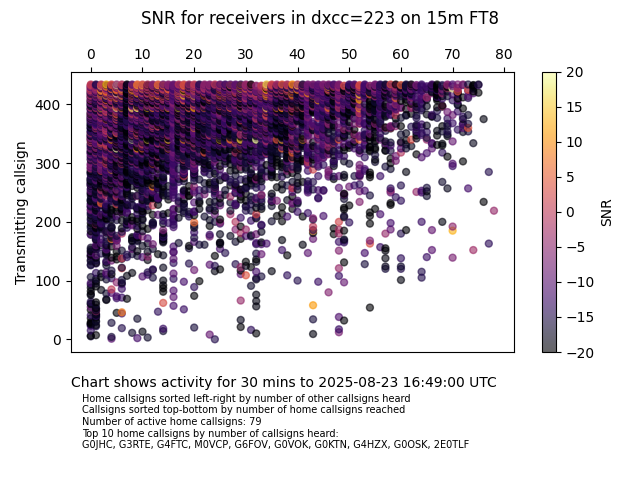 SNR for receivers in dxcc=223 on 15m FT8
0 10 20 30 40 50 60 70 80
400
300
200
100
0
Transmitting callsign
20
15
10
5
0
−5
−10
−15
−20
SNR
Chart shows activity for 30 mins to 2025-08-23 16:49:00 UTC
Home callsigns sorted left-right by number of other callsigns heard
Callsigns sorted top-bottom by number of home callsigns reached
Number of active home callsigns: 79
Top 10 home callsigns by number of callsigns heard:
G0JHC, G3RTE, G4FTC, M0VCP, G6FOV, G0VOK, G0KTN, G4HZX, G0OSK, 2E0TLF